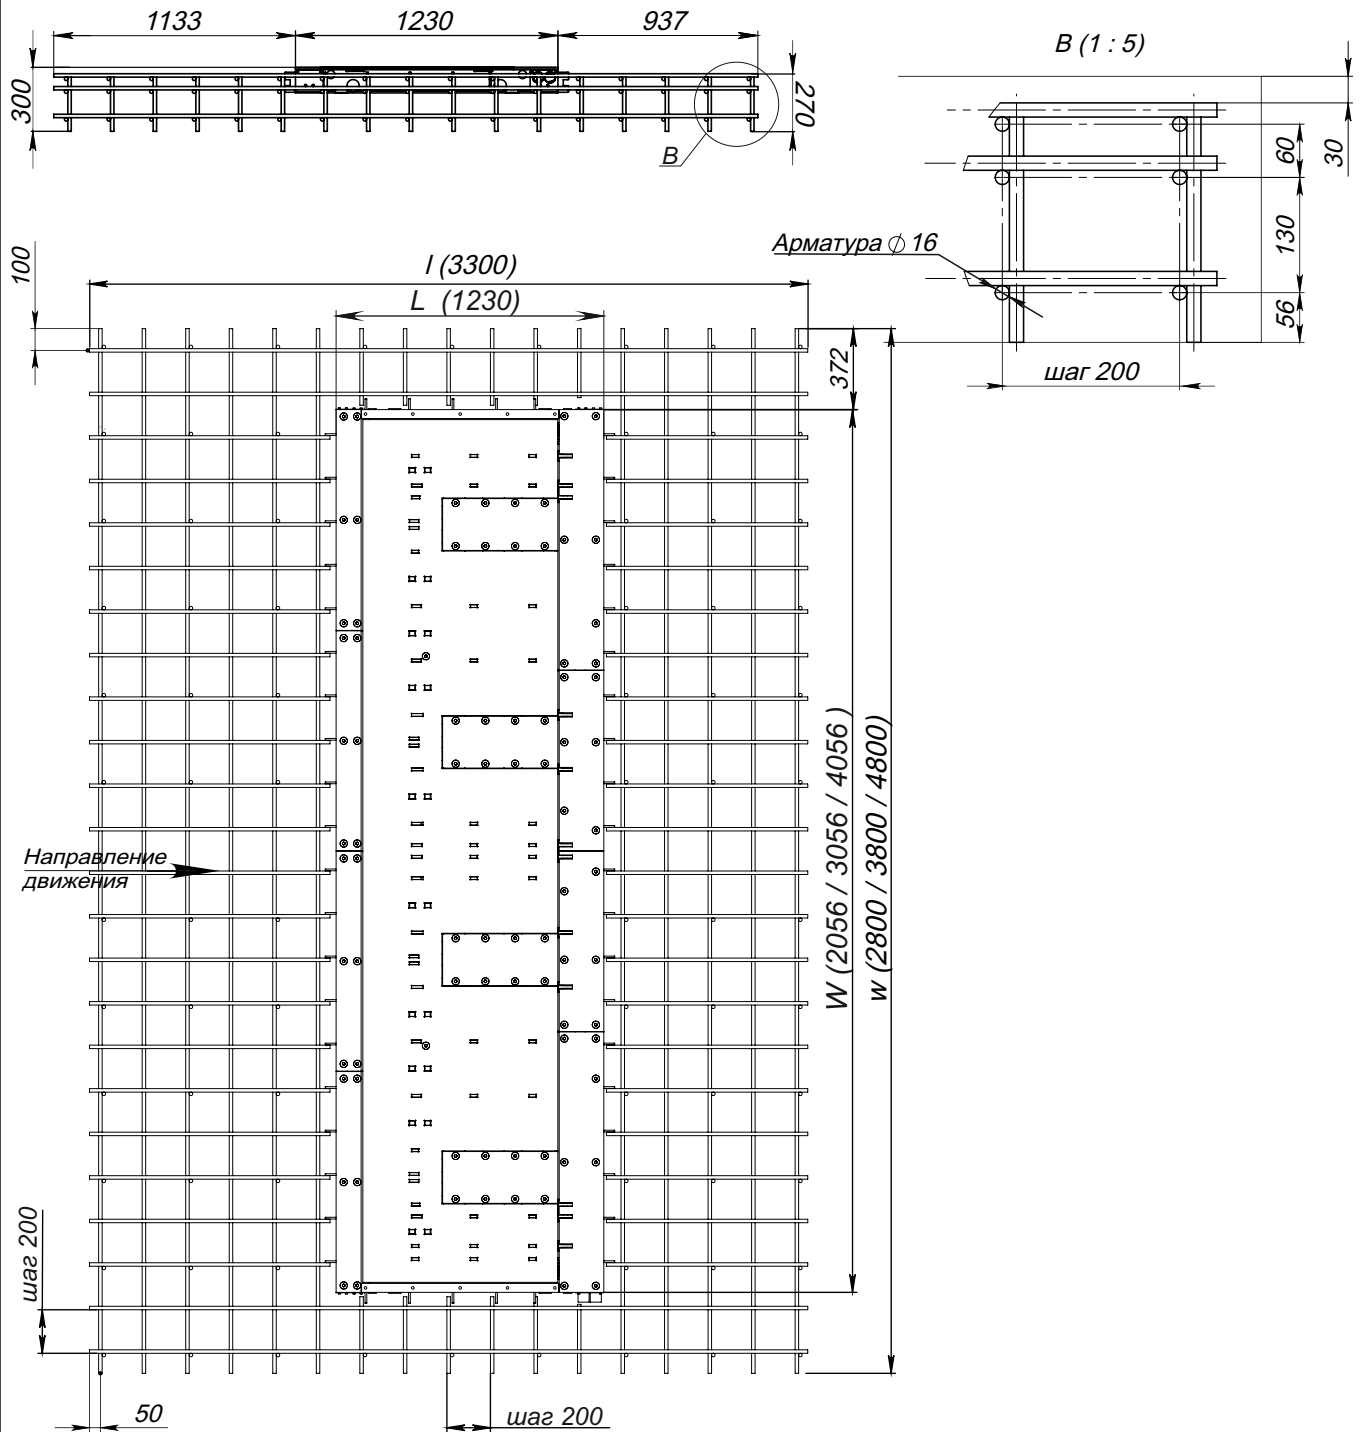 1133
1230
937
300
270
B
B (1 : 5)
60
30
130
56
Арматура ⌀ 16
шаг 200
100
l (3300)
L (1230)
372
W (2056 / 3056 / 4056 )
w (2800 / 3800 / 4800)
Направление
движения
шаг 200
50
шаг 200